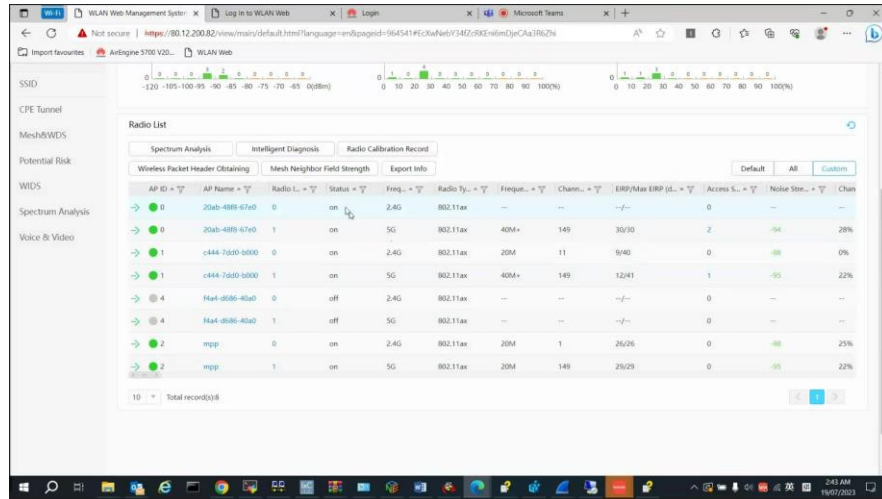 Wi-Fi WLAN Web Management System Log In to WLAN Web Login Microsoft Teams
Not secure https://80.12.200.82/view/main/default.html?language=en&pageid=
Import favourites AirEngine 5700 V20... WLAN Web
SSID
CPE Tunnel
Mesh&WDS
Potential Risk
WIDS
Spectrum Analysis
Voice & Video
-120 -105 -100 -95 -90 -85 -80 -75 -70 -65 0(dBm) 0 10 20 30 40 50 60 70 80 90 100(%) 0 10 20 30 40 50 60 70 80 90 100(%)
Radio List
Spectrum Analysis Intelligent Diagnosis Radio Calibration Record
Wireless Packet Header Obtaining Mesh Neighbor Field Strength Export Info Default All Custom
AP ID AP Name Radio I... Status Freq... Radio Ty... Freque... Chann... EIRP/Max EIRP (d... Access S... Noise Stre... Chan
0 20ab-48f8-67e0 0 on 2.4G 802.11ax -- -- --/-- 0 -- --
0 20ab-48f8-67e0 1 on 5G 802.11ax 40M+ 149 30/30 2 -94 28%
1 c444-7dd0-b000 0 on 2.4G 802.11ax 20M 11 9/40 0 -88 0%
1 c444-7dd0-b000 1 on 5G 802.11ax 40M+ 149 12/41 1 -95 22%
4 f4a4-d686-40a0 0 off 2.4G 802.11ax -- -- --/-- 0 -- --
4 f4a4-d686-40a0 1 off 5G 802.11ax -- -- --/-- 0 -- --
2 mpp 0 on 2.4G 802.11ax 20M 1 26/26 0 -88 25%
2 mpp 1 on 5G 802.11ax 20M 149 29/29 0 -95 22%
10 Total record(s):8 1
英 2:43 AM
19/07/2023